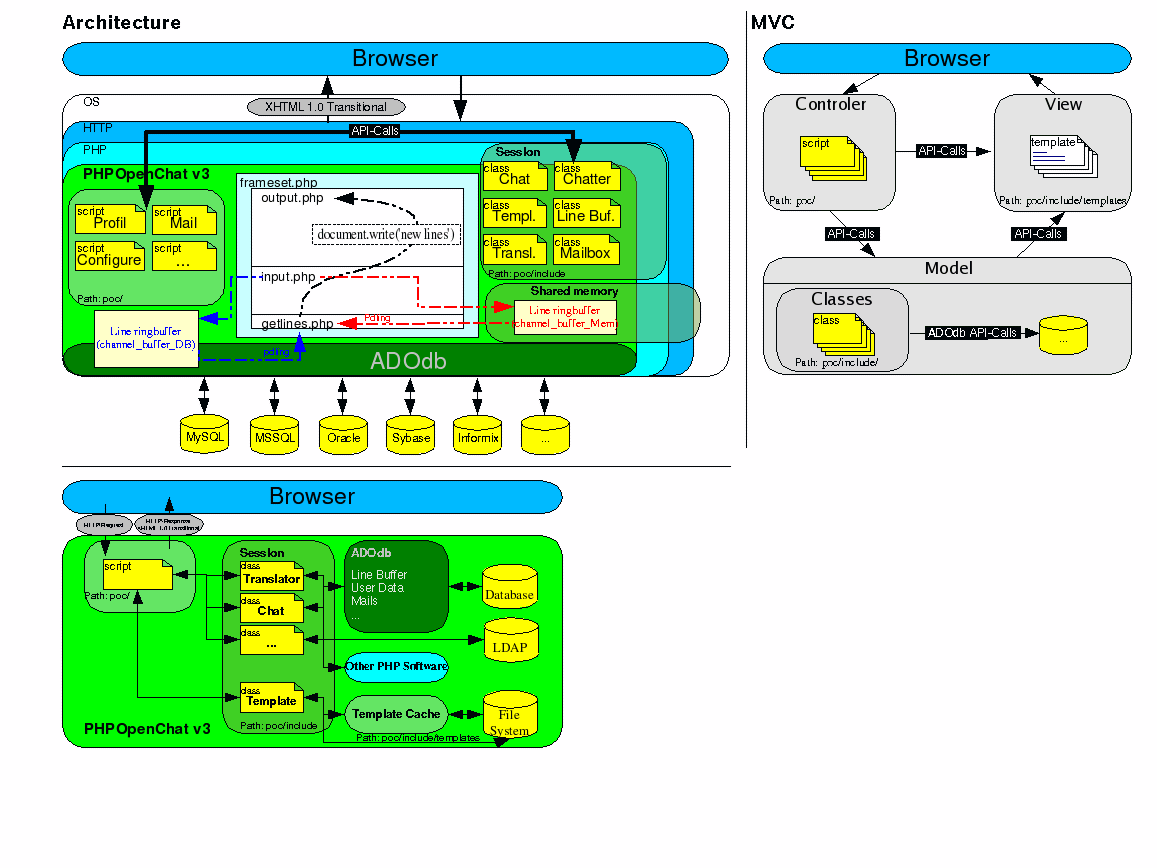 Architecture
Browser
OS
XHTML 1.0 Transitional
HTTP
API-Calls
PHP
PHPOpenChat v3
script
Profil
script
Mail
script
Configure
script
...
Path: poc/
frameset.php
output.php
document.write('new lines')
input.php
getlines.php
Polling
polling
Line ringbuffer
(channel_buffer_DB)
Session
class
Chat
class
Chatter
class
Templ.
class
Line Buf.
class
Transl.
class
Mailbox
Path: poc/include
Shared memory
Line ringbuffer
(channel_buffer_Mem)
ADOdb
MySQL
MSSQL
Oracle
Sybase
Informix
...
MVC
Browser
Controler
script
Path: poc/
API-Calls
View
template
Path: poc/include/templates
API-Calls
API-Calls
Model
Classes
class
Path: poc/include/
ADOdb API-Calls
...
Browser
HTTP-Request
HTTP-Response
XHTML 1.0 Transitional
script
Path: poc/
Session
class
Translator
class
Chat
class
...
class
Template
Path: poc/include
ADOdb
Line Buffer
User Data
Mails
...
Database
LDAP
Other PHP Software
Template Cache
File
System
Path: poc/include/templates
PHPOpenChat v3